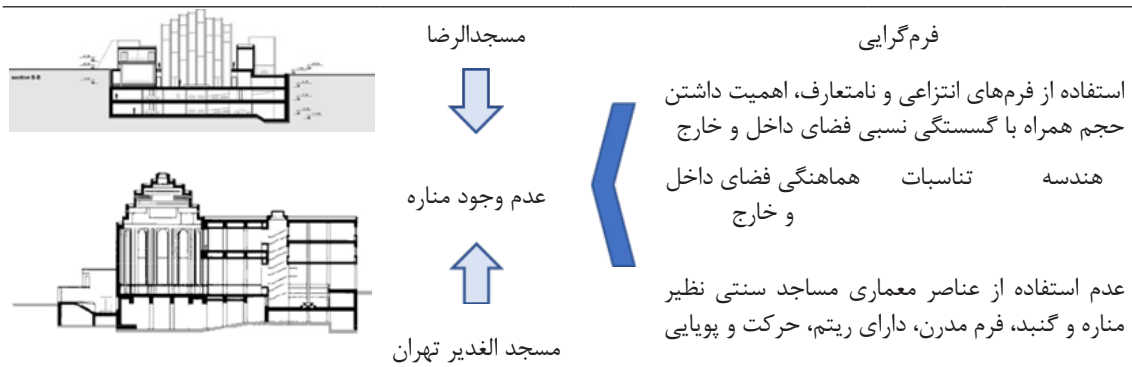 فرم‌گرایی
استفاده از فرم‌های انتزاعی و نامتعارف، اهمیت داشتن
حجم همراه با گسستگی نسبی فضای داخل و خارج
هندسه تناسبات هماهنگی فضای داخل
و خارج
عدم استفاده از عناصر معماری مساجد سنتی نظیر
مناره و گنبد، فرم مدرن، دارای ریتم، حرکت و پویایی
مسجدالرضا
عدم وجود مناره
مسجد الغدیر تهران